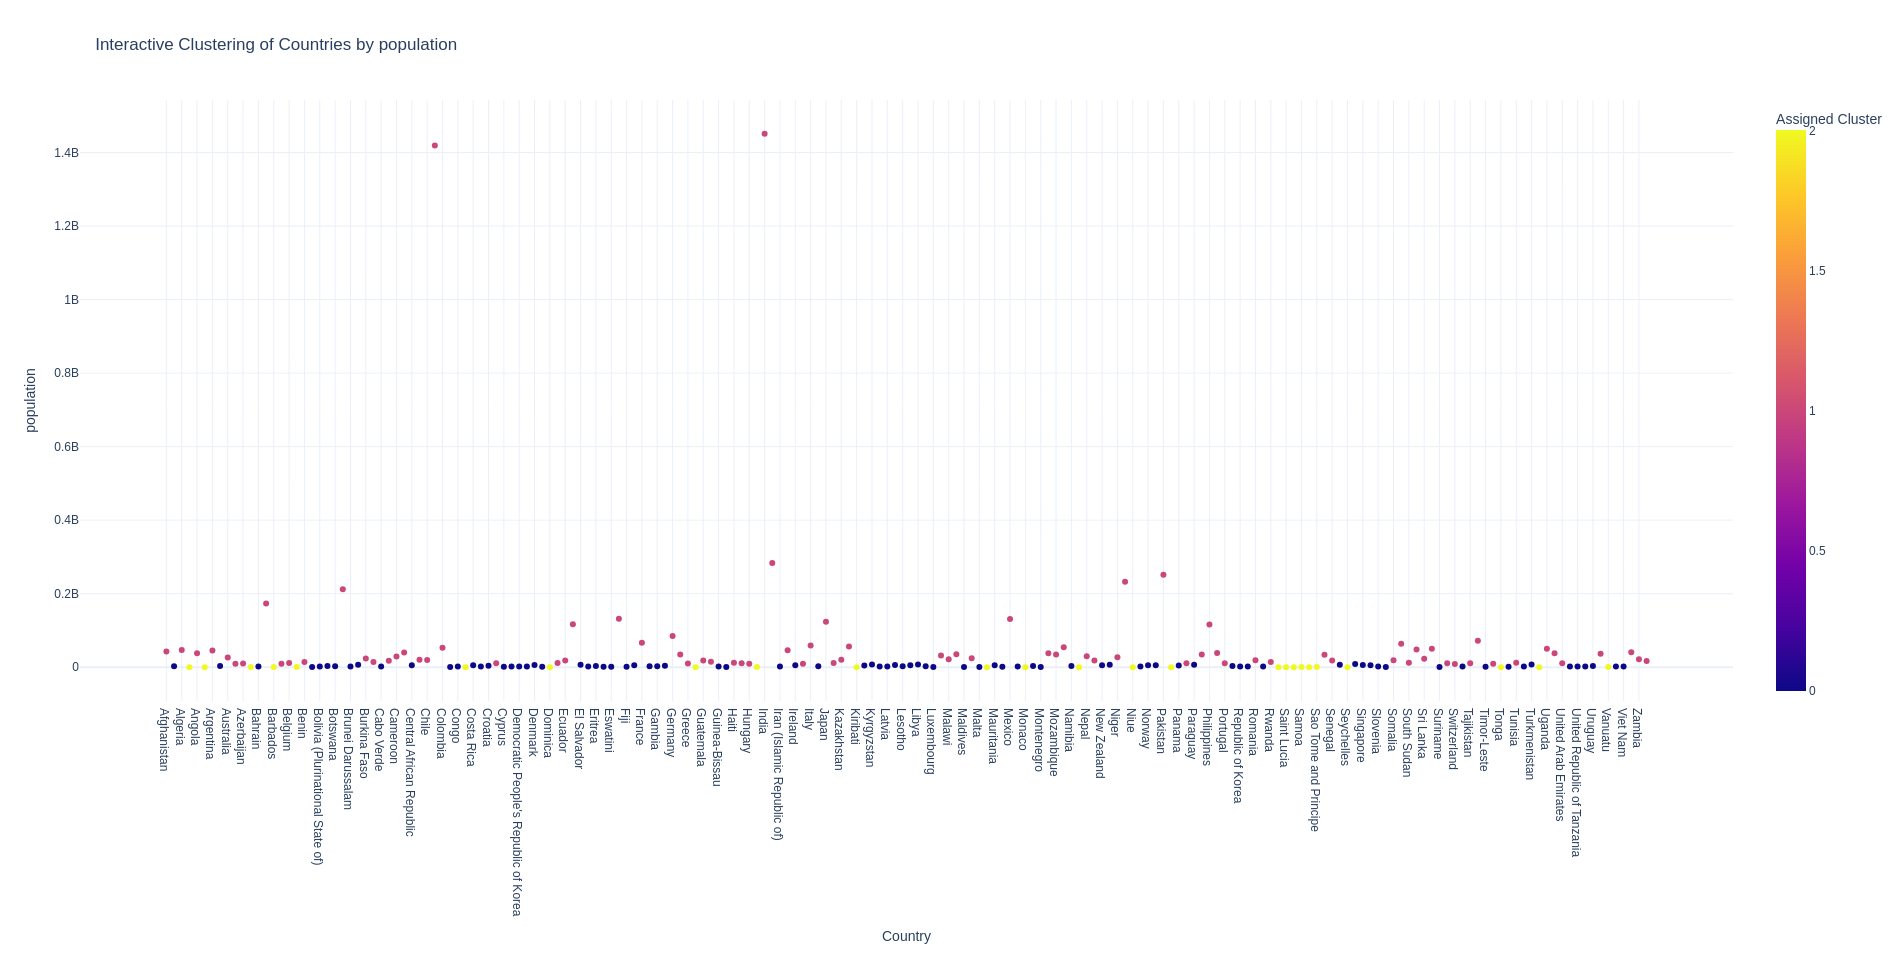 Interactive Clustering of Countries by population
Assigned Cluster
2
1.5
1
0.5
0
1.4B
1.2B
1B
0.8B
0.6B
0.4B
0.2B
0
population
Afghanistan
Algeria
Angola
Argentina
Australia
Azerbaijan
Bahrain
Barbados
Belgium
Benin
Bolivia (Plurinational State of)
Botswana
Brunei Darussalam
Burkina Faso
Cabo Verde
Cameroon
Central African Republic
Chile
Colombia
Congo
Costa Rica
Croatia
Cyprus
Democratic People's Republic of Korea
Denmark
Dominica
Ecuador
El Salvador
Eritrea
Eswatini
Fiji
France
Gambia
Germany
Greece
Guatemala
Guinea-Bissau
Haiti
Hungary
India
Iran (Islamic Republic of)
Ireland
Italy
Japan
Kazakhstan
Kiribati
Kyrgyzstan
Latvia
Lesotho
Libya
Luxembourg
Malawi
Maldives
Malta
Mauritania
Mexico
Monaco
Montenegro
Mozambique
Namibia
Nepal
New Zealand
Niger
Niue
Norway
Pakistan
Panama
Paraguay
Philippines
Portugal
Republic of Korea
Romania
Rwanda
Saint Lucia
Samoa
Sao Tome and Principe
Senegal
Seychelles
Singapore
Slovenia
Somalia
South Sudan
Sri Lanka
Suriname
Switzerland
Tajikistan
Timor-Leste
Tonga
Tunisia
Turkmenistan
Uganda
United Arab Emirates
United Republic of Tanzania
Uruguay
Vanuatu
Viet Nam
Zambia
Country